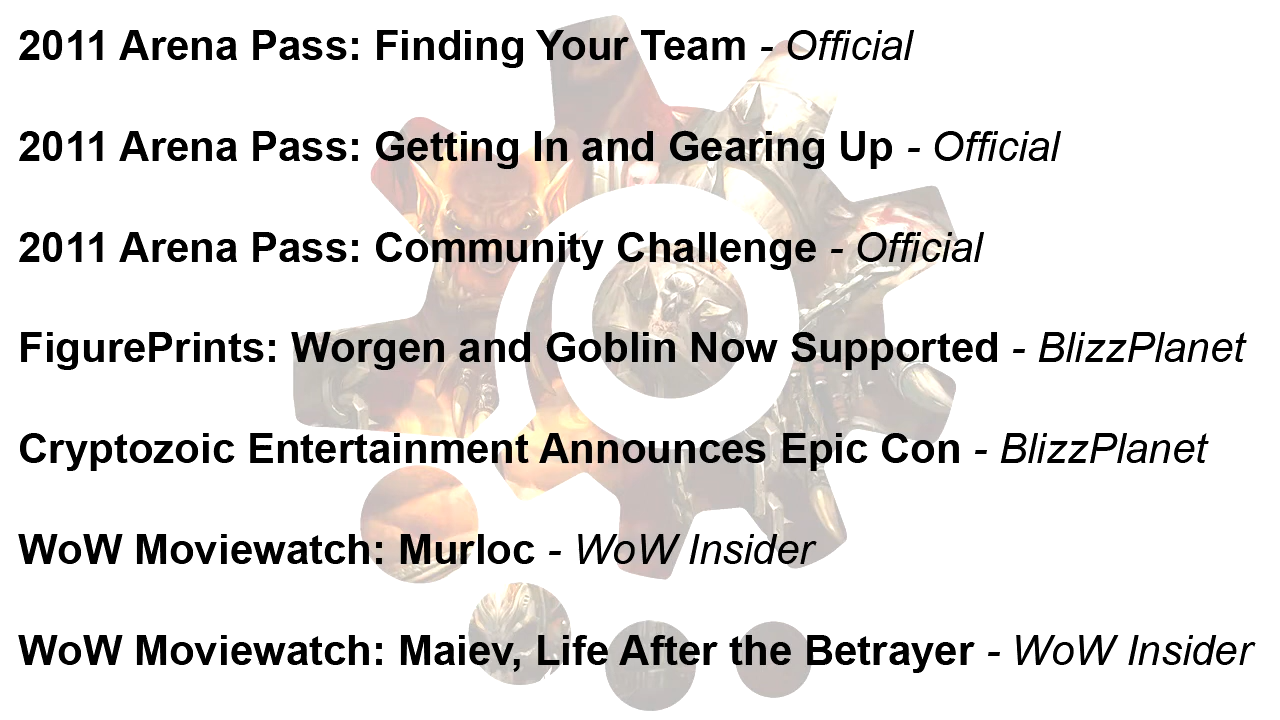 2011 Arena Pass: Finding Your Team - Official
2011 Arena Pass: Getting In and Gearing Up - Official
2011 Arena Pass: Community Challenge - Official
FigurePrints: Worgen and Goblin Now Supported - BlizzPlanet
Cryptozoic Entertainment Announces Epic Con - BlizzPlanet
WoW Moviewatch: Murloc - WoW Insider
WoW Moviewatch: Maiev, Life After the Betrayer - WoW Insider